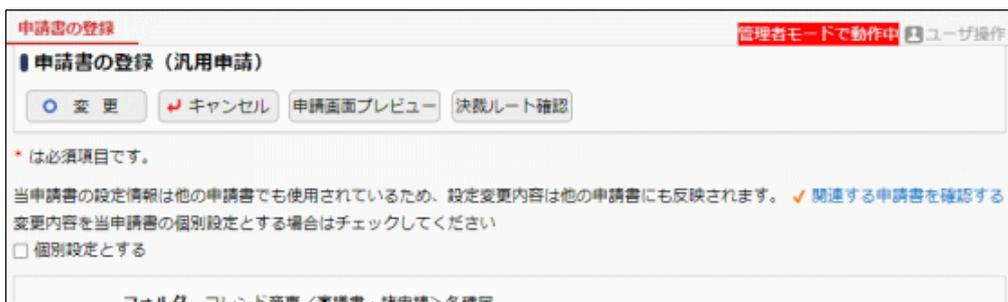 申請書の登録
管理者モードで動作中 ユーザ操作
申請書の登録（汎用申請）
変 更 キャンセル 申請画面プレビュー 決裁ルート確認
* は必須項目です。
当申請書の設定情報は他の申請書でも使用されているため、設定変更内容は他の申請書にも反映されます。 ✓ 関連する申請書を確認する
変更内容を当申請書の個別設定とする場合はチェックしてください
個別設定とする
フォルダ